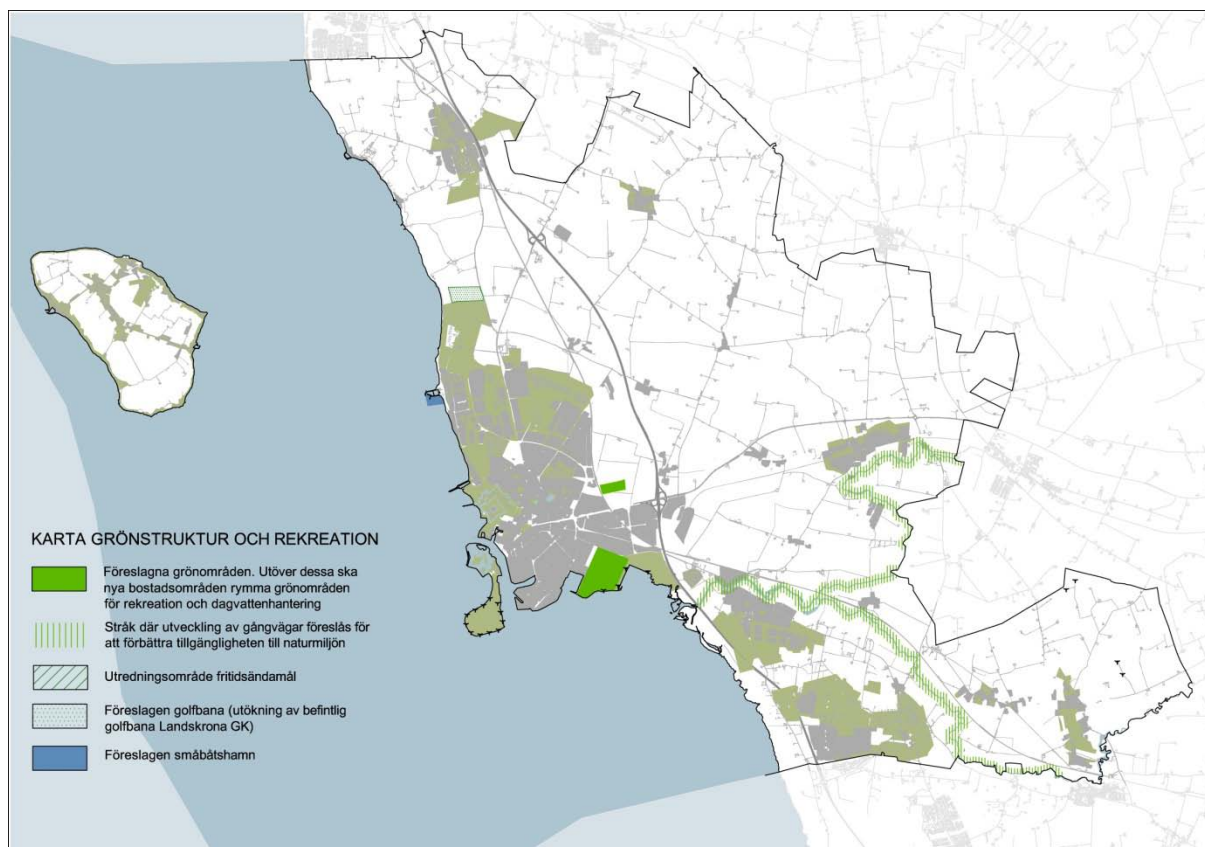 KARTA GRÖNSTRUKTUR OCH REKREATION
Föreslagna grönområden. Utöver dessa ska
nya bostadsområden rymma grönområden
för rekreation och dagvattenhantering
Stråk där utveckling av gångvägar föreslås för
att förbättra tillgängligheten till naturmiljön
Utredningsområde fritidsändamål
Föreslagen golfbana (utökning av befintlig
golfbana Landskrona GK)
Föreslagen småbåtshamn